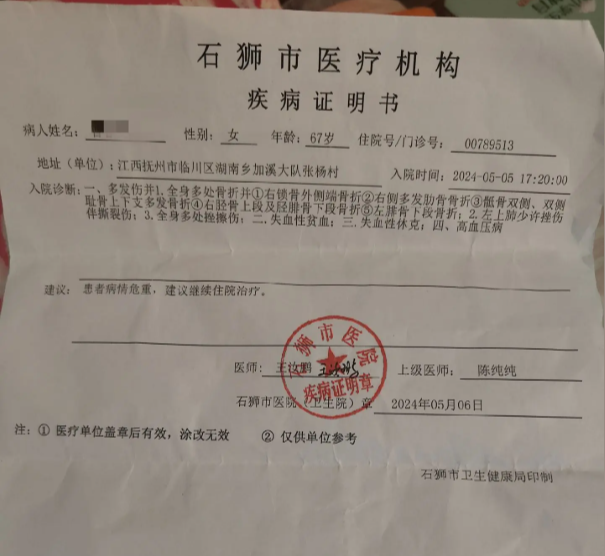 石狮市医疗机构
疾病证明书
病人姓名: 性别: 女 年龄: 67岁 住院号/门诊号: 00789513
地址(单位): 江西抚州市临川区湖南乡加溪大队张杨村 入院时间: 2024-05-05 17:20:00
入院诊断: 一、多发伤并1.全身多处骨折并①右锁骨外侧端骨折②右侧多发肋骨骨折③骶骨双侧、双侧
耻骨上下支多发骨折④右胫骨上段及胫腓骨下段骨折⑤左腓骨下段骨折; 2.左上肺少许挫伤
伴撕裂伤; 3.全身多处挫擦伤; 二.失血性贫血; 三.失血性休克; 四、高血压病
建议: 患者病情危重, 建议继续住院治疗。
医师: 王汝鹏 上级医师: 陈纯纯
石狮市医院
疾病证明章
石狮市医院(卫生院)章 2024年05月06日
注: ① 医疗单位盖章后有效, 涂改无效 ② 仅供单位参考
石狮市卫生健康局印制